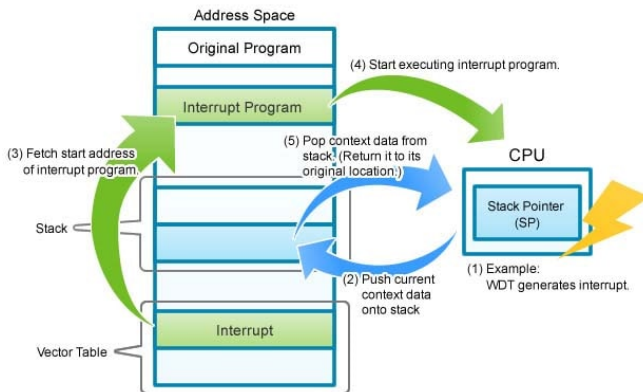 Address Space
Original Program
(4) Start executing interrupt program.
Interrupt Program
(5) Pop context data from
stack. (Return it to its
original location.)
(3) Fetch start address
of interrupt program.
CPU
Stack Pointer
(SP)
Stack
(1) Example:
WDT generates interrupt.
(2) Push current
context data
onto stack
Interrupt
Vector Table